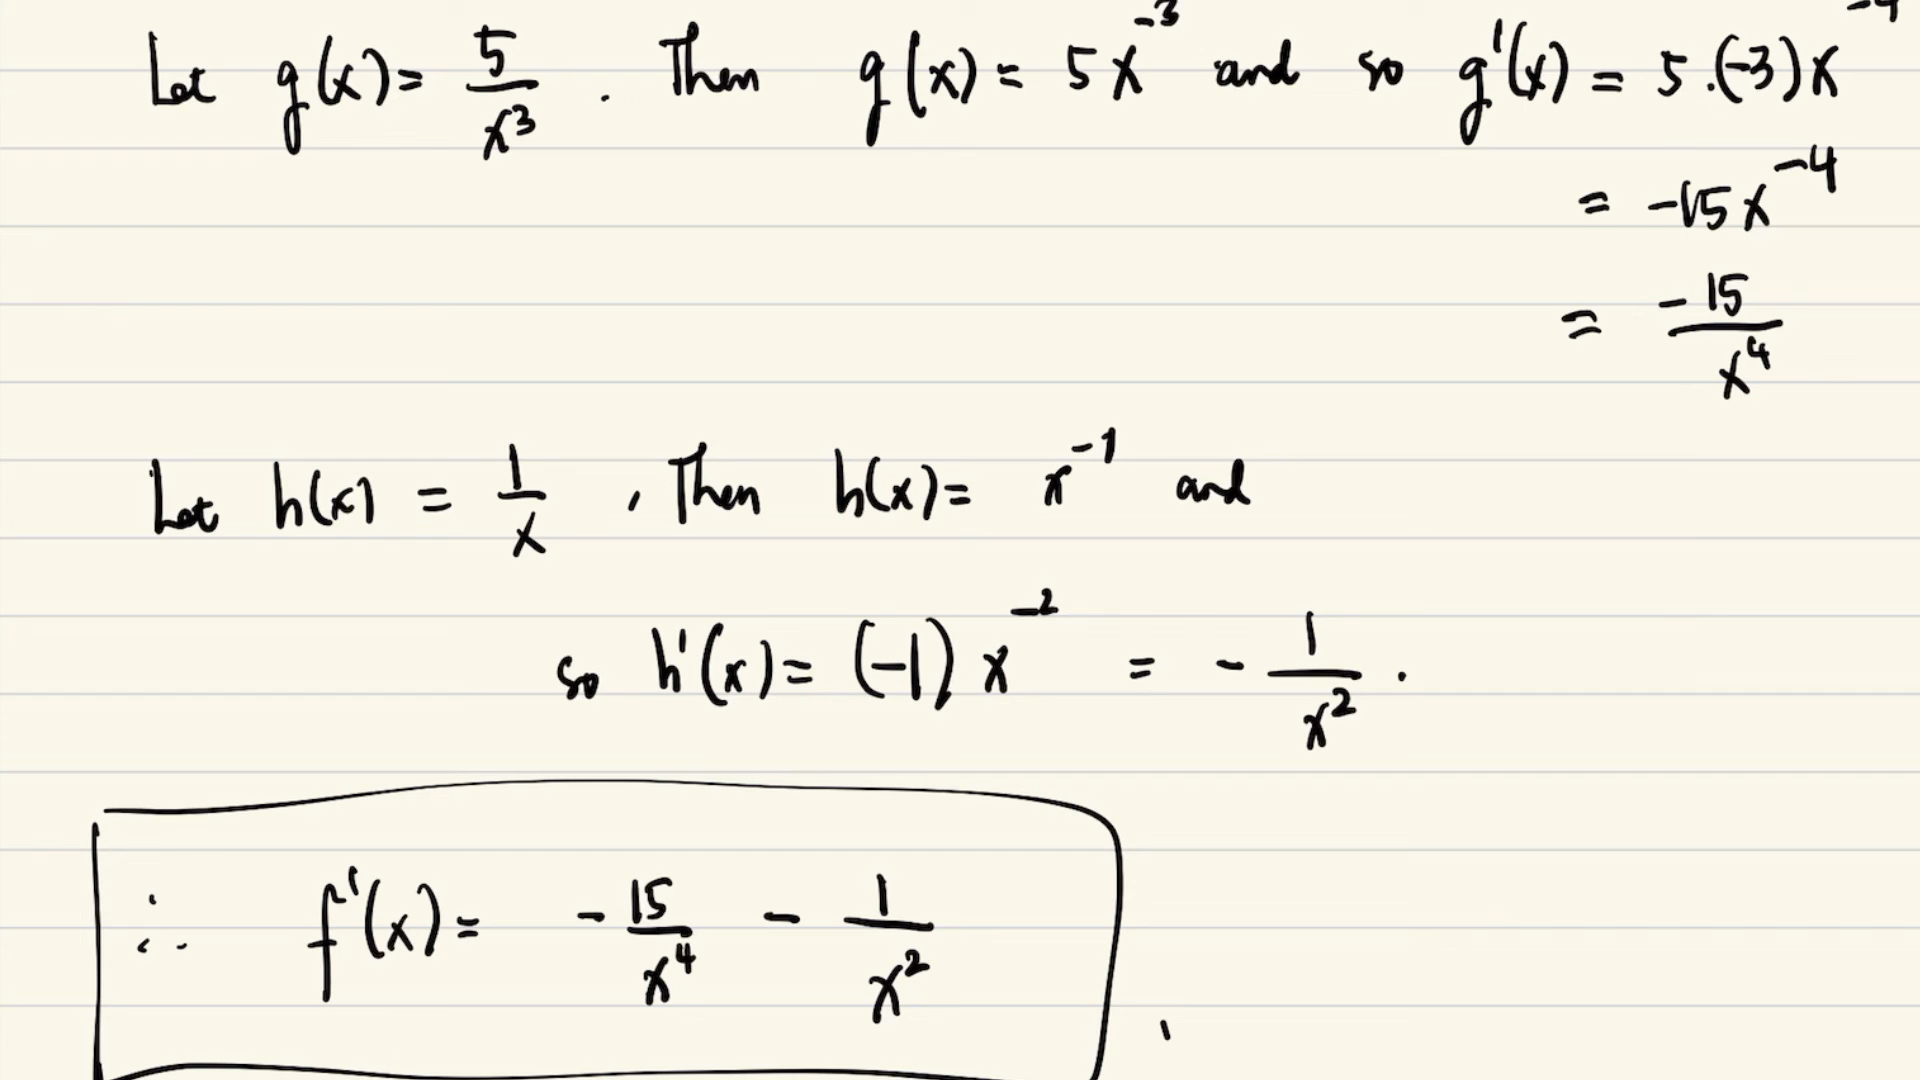 Let g(x) = 5/x³ . Then g(x) = 5x⁻³ and so g'(x) = 5·(-3)x⁻⁴
= -15x⁻⁴
= -15/x⁴
Let h(x) = 1/x , Then h(x) = x⁻¹ and
so h'(x) = (-1) x⁻² = - 1/x² .
∴ f'(x) = - 15/x⁴ - 1/x²